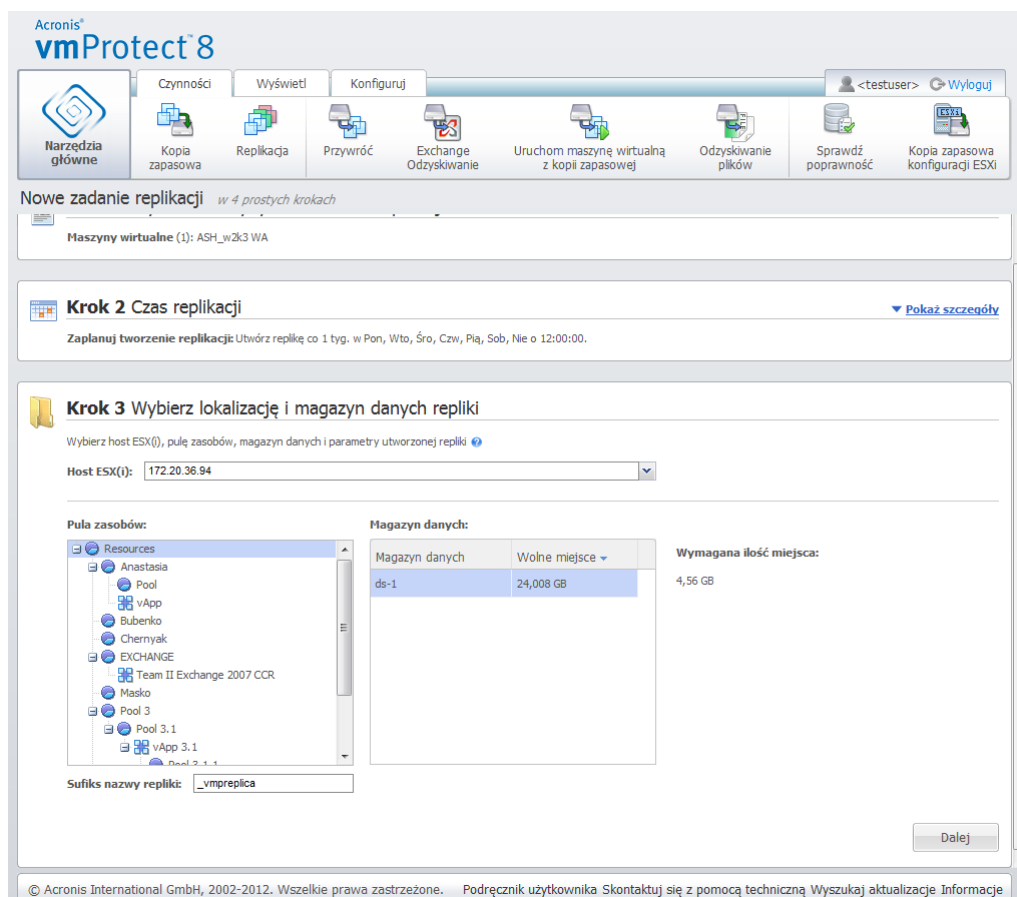 Acronis®
vmProtect™ 8
Czynności
Wyświetl
Konfiguruj
<testuser>
Wyloguj
Narzędzia
główne
Kopia
zapasowa
Replikacja
Przywróć
Exchange
Odzyskiwanie
Uruchom maszynę wirtualną
z kopii zapasowej
Odzyskiwanie
plików
Sprawdź
poprawność
Kopia zapasowa
konfiguracji ESXi
Nowe zadanie replikacji w 4 prostych krokach
Maszyny wirtualne (1): ASH_w2k3 WA
Krok 2 Czas replikacji
Pokaż szczegóły
Zaplanuj tworzenie replikacji: Utwórz replikę co 1 tyg. w Pon, Wto, Śro, Czw, Pią, Sob, Nie o 12:00:00.
Krok 3 Wybierz lokalizację i magazyn danych repliki
Wybierz host ESX(i), pulę zasobów, magazyn danych i parametry utworzonej repliki
Host ESX(i): 172.20.36.94
Pula zasobów:
Resources
Anastasia
Pool
vApp
Bubenko
Chernyak
EXCHANGE
Team II Exchange 2007 CCR
Masko
Pool 3
Pool 3.1
vApp 3.1
Pool 3.1.1
Magazyn danych:
Magazyn danych Wolne miejsce
ds-1 24,008 GB
Wymagana ilość miejsca:
4,56 GB
Sufiks nazwy repliki: _vmpreplica
Dalej
© Acronis International GmbH, 2002-2012. Wszelkie prawa zastrzeżone. Podręcznik użytkownika Skontaktuj się z pomocą techniczną Wyszukaj aktualizacje Informacje